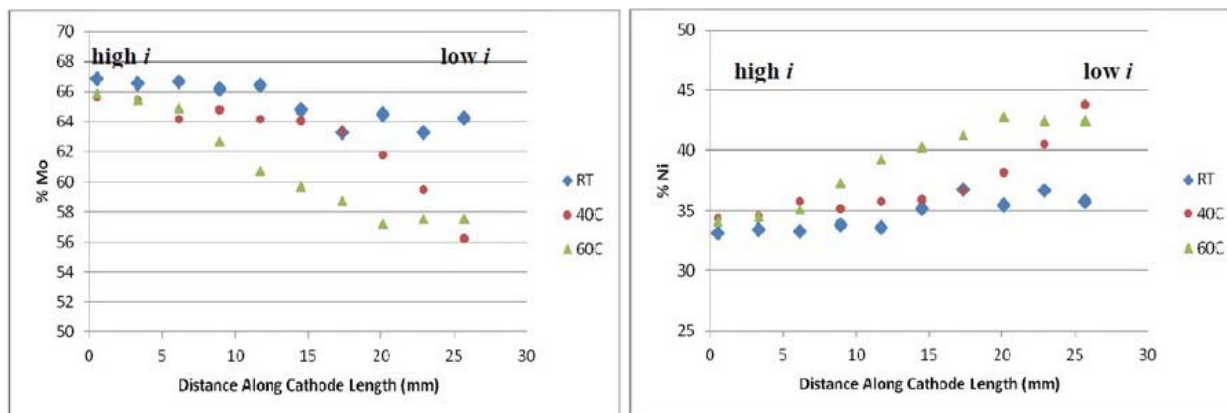 70
68
66
64
62
60
58
56
54
52
50
% Mo
high i
low i
0 5 10 15 20 25 30
Distance Along Cathode Length (mm)
RT
40C
60C
50
45
40
35
30
25
% Ni
high i
low i
0 5 10 15 20 25 30
Distance Along Cathode Length (mm)
RT
40C
60C